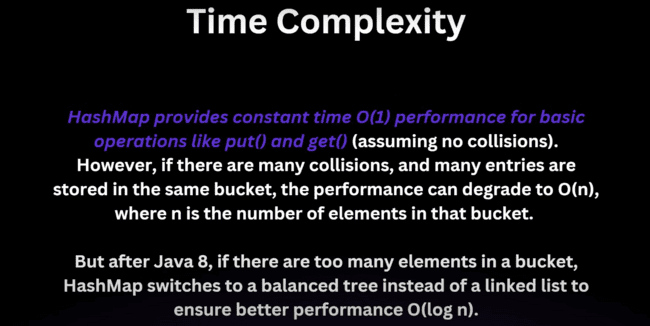 Time Complexity
HashMap provides constant time O(1) performance for basic
operations like put() and get() (assuming no collisions).
However, if there are many collisions, and many entries are
stored in the same bucket, the performance can degrade to O(n),
where n is the number of elements in that bucket.
But after Java 8, if there are too many elements in a bucket,
HashMap switches to a balanced tree instead of a linked list to
ensure better performance O(log n).